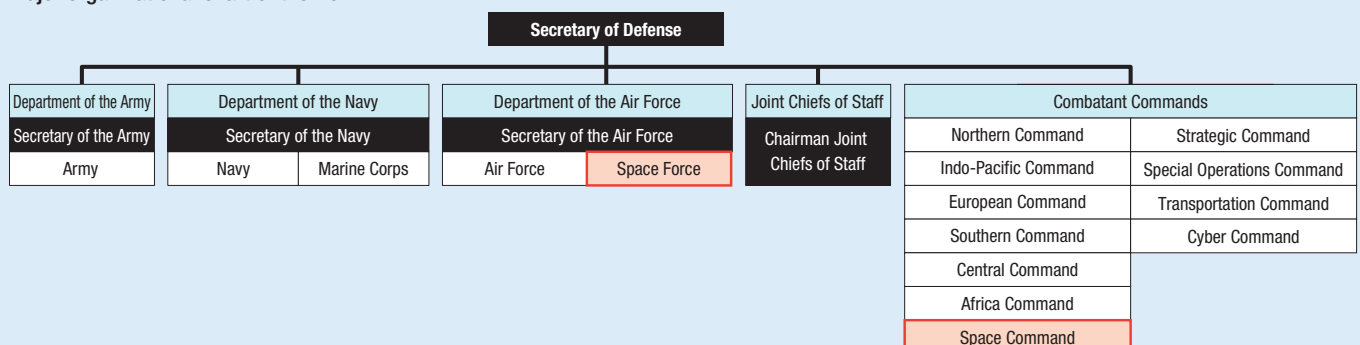 Secretary of Defense
Department of the Army
Secretary of the Army
Army
Department of the Navy
Secretary of the Navy
Navy
Marine Corps
Department of the Air Force
Secretary of the Air Force
Air Force
Space Force
Joint Chiefs of Staff
Chairman Joint
Chiefs of Staff
Combatant Commands
Northern Command
Indo-Pacific Command
European Command
Southern Command
Central Command
Africa Command
Space Command
Strategic Command
Special Operations Command
Transportation Command
Cyber Command